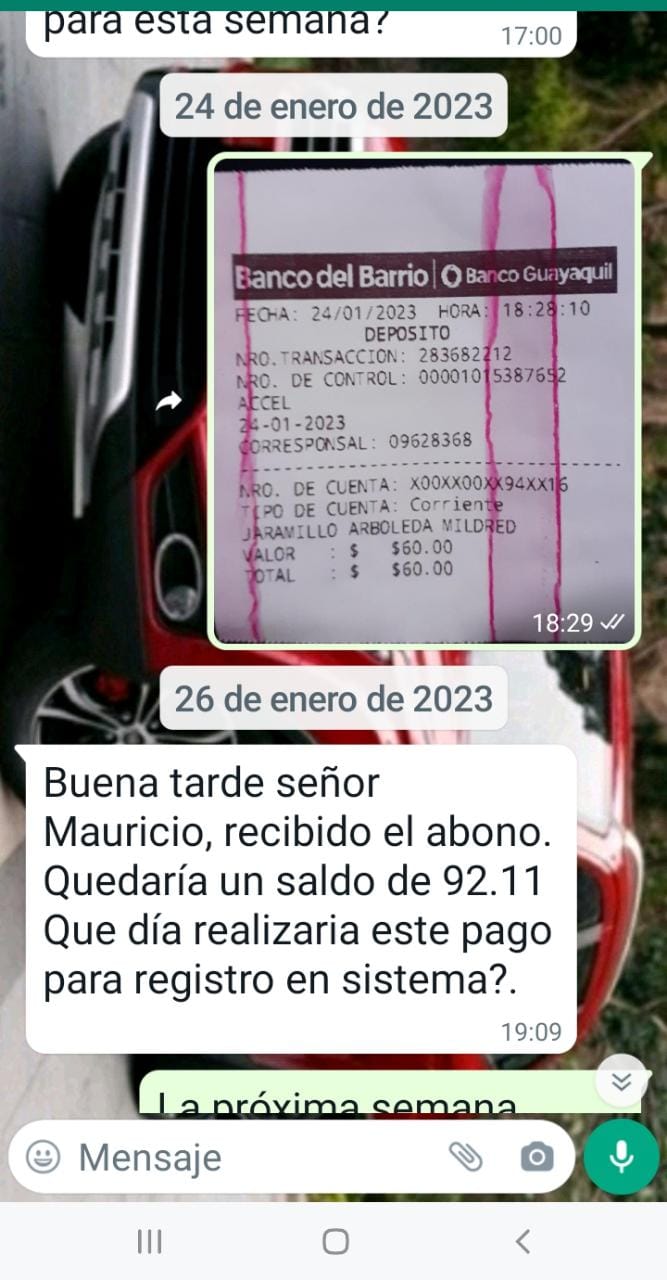 para esta semana?
17:00
24 de enero de 2023
Banco del Barrio | Banco Guayaquil
FECHA: 24/01/2023 HORA: 18:28:10
DEPOSITO
NRO.TRANSACCION: 283682212
NRO. DE CONTROL: 00001015387652
ACCEL
24-01-2023
CORRESPONSAL: 09628368
NRO. DE CUENTA: X00XX00XX94XX16
TIPO DE CUENTA: Corriente
JARAMILLO ARBOLEDA MILDRED
VALOR : $ $60.00
TOTAL : $ $60.00
18:29
26 de enero de 2023
Buena tarde señor
Mauricio, recibido el abono.
Quedaría un saldo de 92.11
Que día realizaria este pago
para registro en sistema?.
19:09
La próxima semana
Mensaje